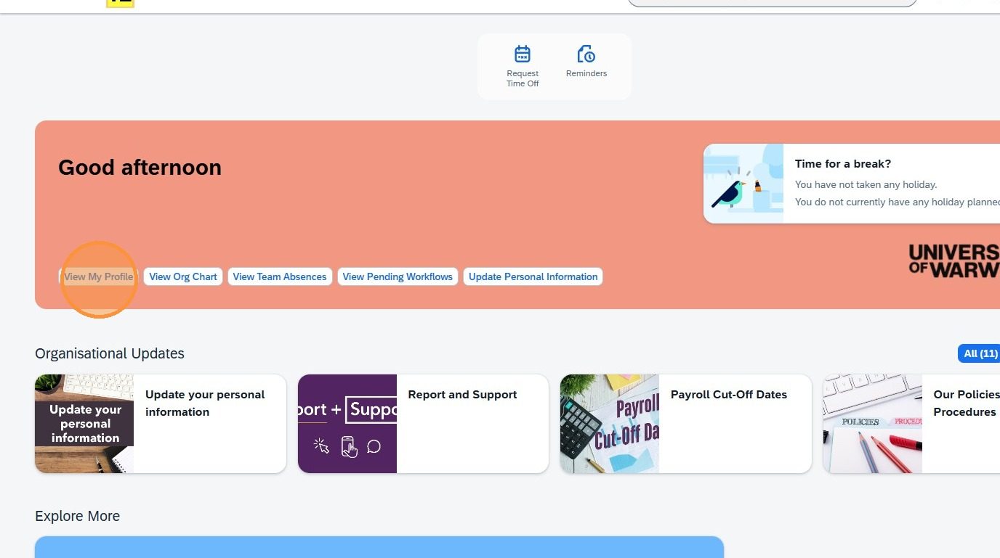 Request
Time Off
Reminders
Good afternoon
Time for a break?
You have not taken any holiday.
You do not currently have any holiday planned
View My Profile
View Org Chart
View Team Absences
View Pending Workflows
Update Personal Information
UNIVERS
OF WARW
Organisational Updates
All (11)
Update your
personal
information
Update your personal
information
port + Suppo
Report and Support
Payroll
Cut-Off Da
Payroll Cut-Off Dates
POLICIES
PROCEDU
Our Policies
Procedures
Explore More